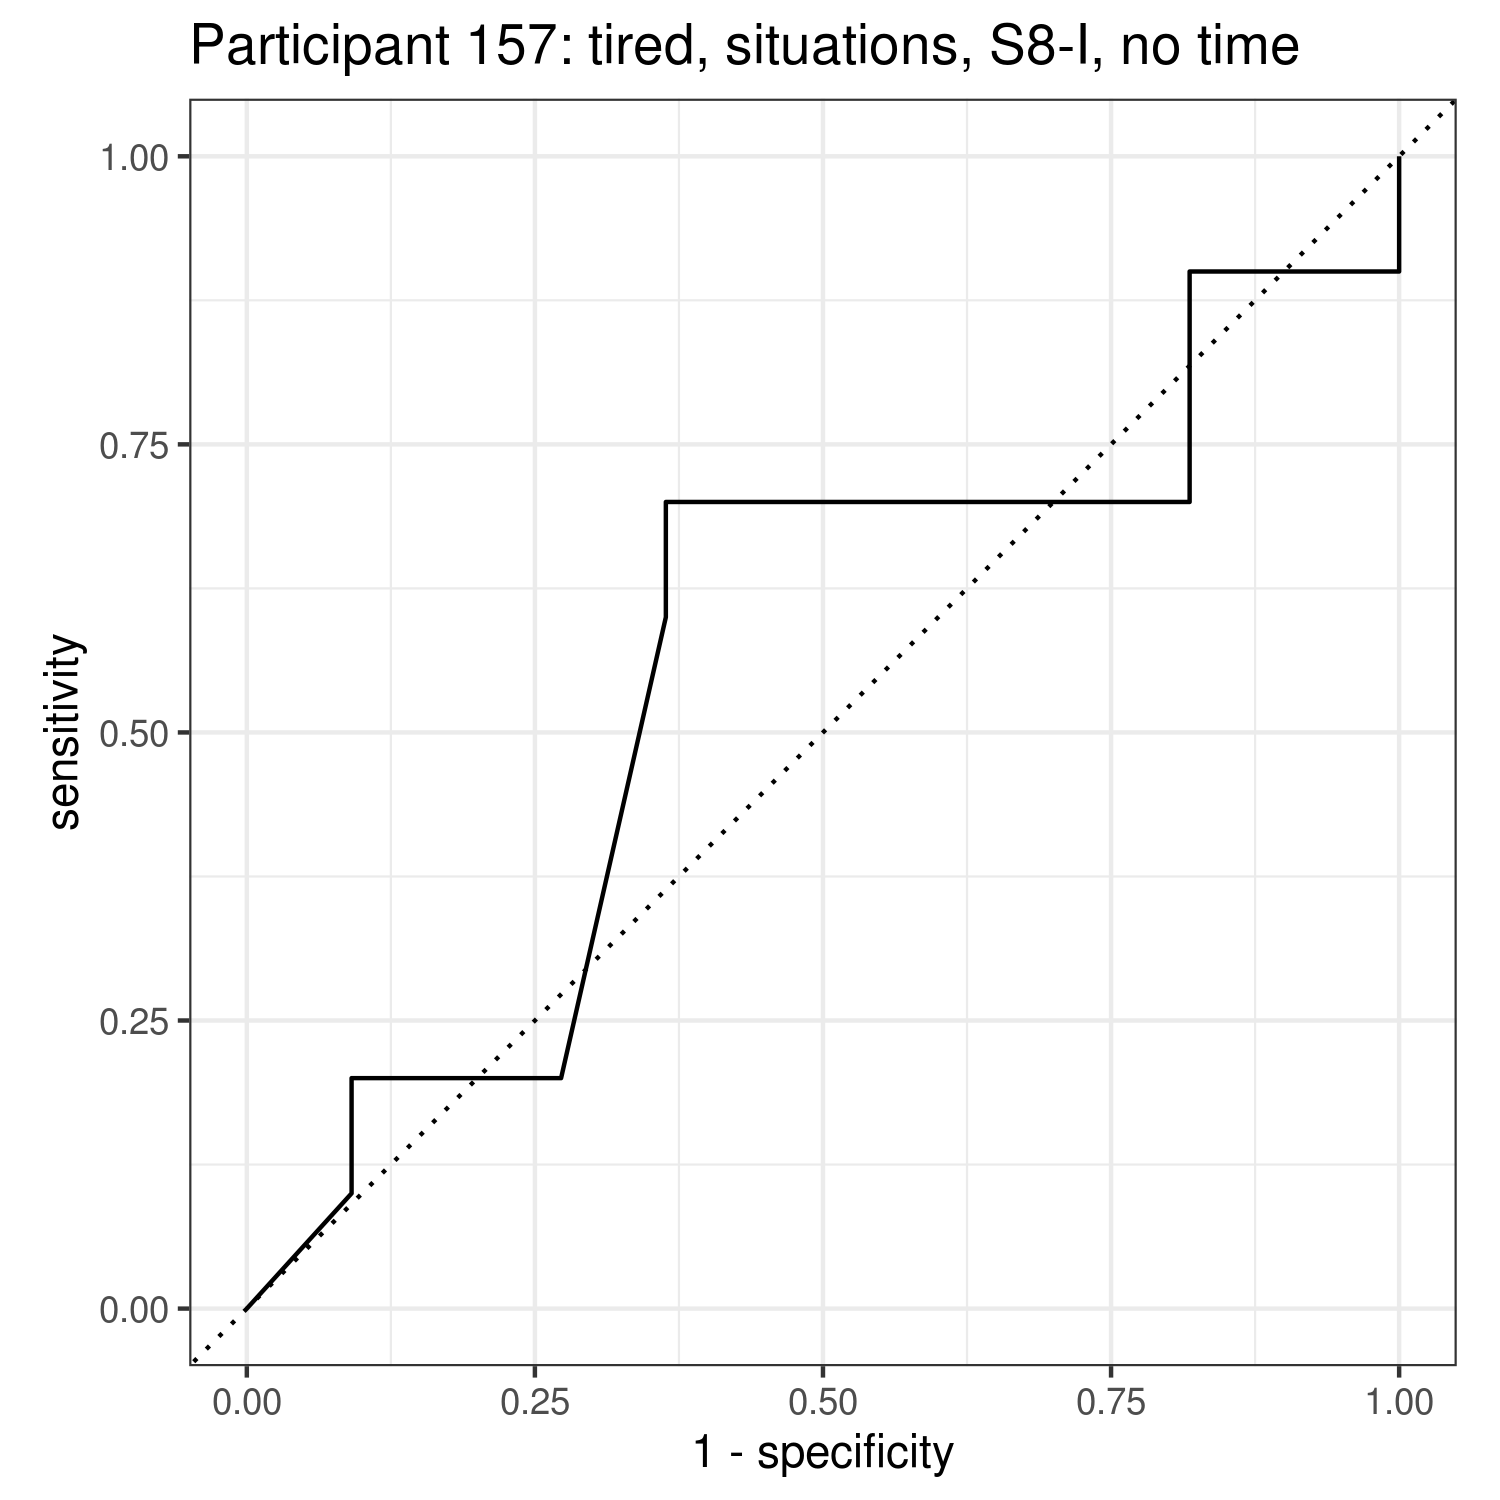 Participant 157: tired, situations, S8-I, no time
1.00
0.75
0.50
0.25
0.00
sensitivity
0.00 0.25 0.50 0.75 1.00
1 - specificity